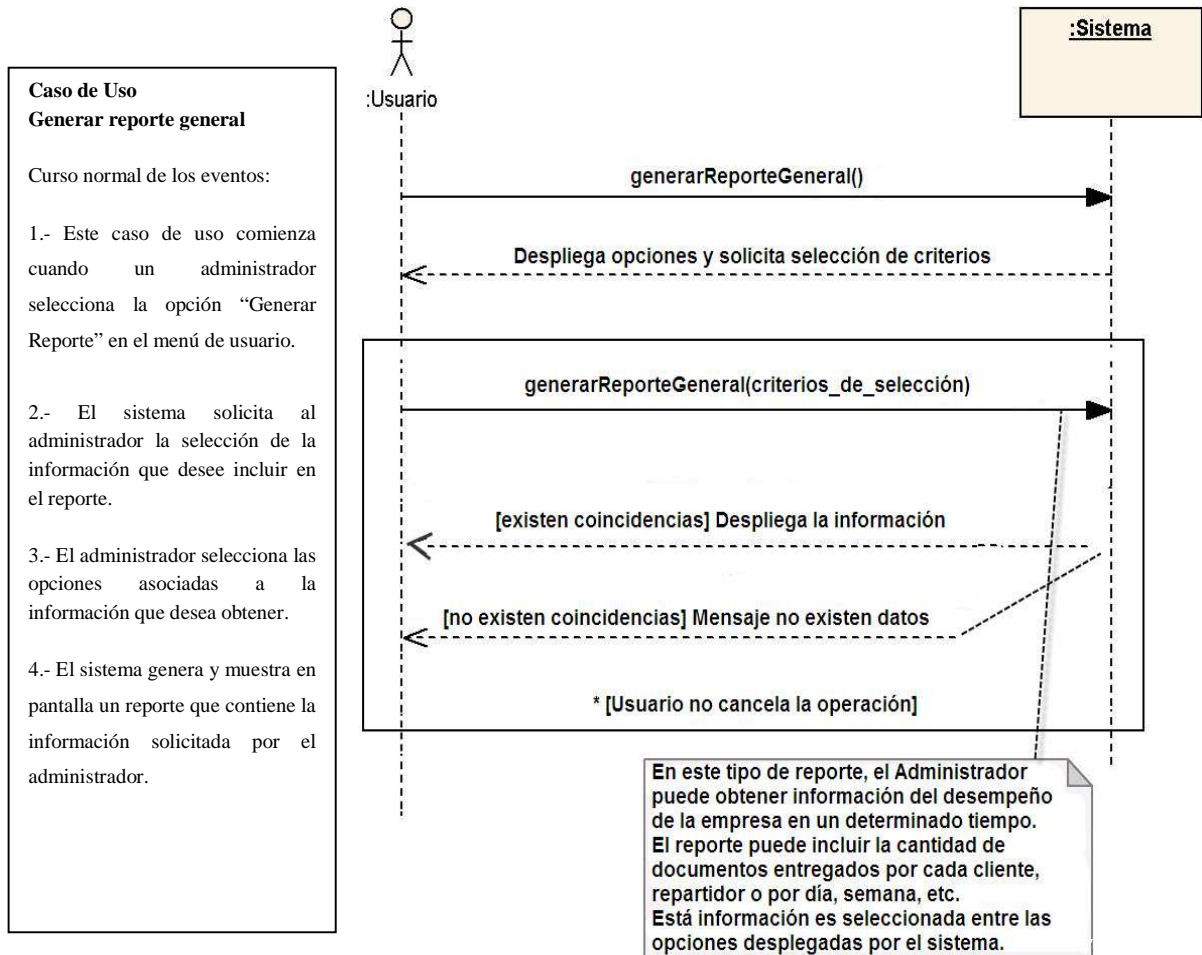 Caso de Uso
Generar reporte general
Curso normal de los eventos:
1.- Este caso de uso comienza
cuando un administrador
selecciona la opción “Generar
Reporte” en el menú de usuario.
2.- El sistema solicita al
administrador la selección de la
información que desee incluir en
el reporte.
3.- El administrador selecciona las
opciones asociadas a la
información que desea obtener.
4.- El sistema genera y muestra en
pantalla un reporte que contiene la
información solicitada por el
administrador.
:Usuario
:Sistema
generarReporteGeneral()
Despliega opciones y solicita selección de criterios
generarReporteGeneral(criterios_de_selección)
[existen coincidencias] Despliega la información
[no existen coincidencias] Mensaje no existen datos
* [Usuario no cancela la operación]
En este tipo de reporte, el Administrador
puede obtener información del desempeño
de la empresa en un determinado tiempo.
El reporte puede incluir la cantidad de
documentos entregados por cada cliente,
repartidor o por día, semana, etc.
Está información es seleccionada entre las
opciones desplegadas por el sistema.